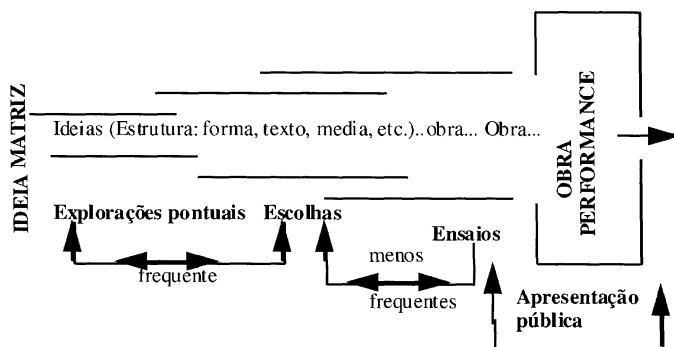 IDEIA MATRIZ
Ideias (Estrutura: forma, texto, media, etc.)..obra... Obra...
OBRA
PERFORMANCE
Explorações pontuais
Escolhas
Ensaios
frequente
menos
frequentes
Apresentação
pública